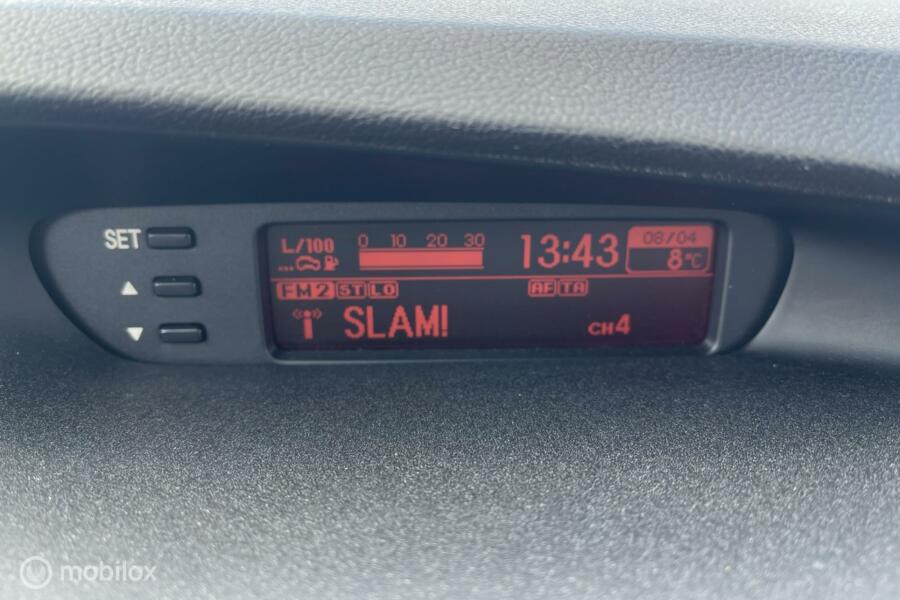 SET
L/100
0 10 20 30
13:43
08/04
8°C
FM2 ST LO
AF TA
SLAM!
CH4
mobilox